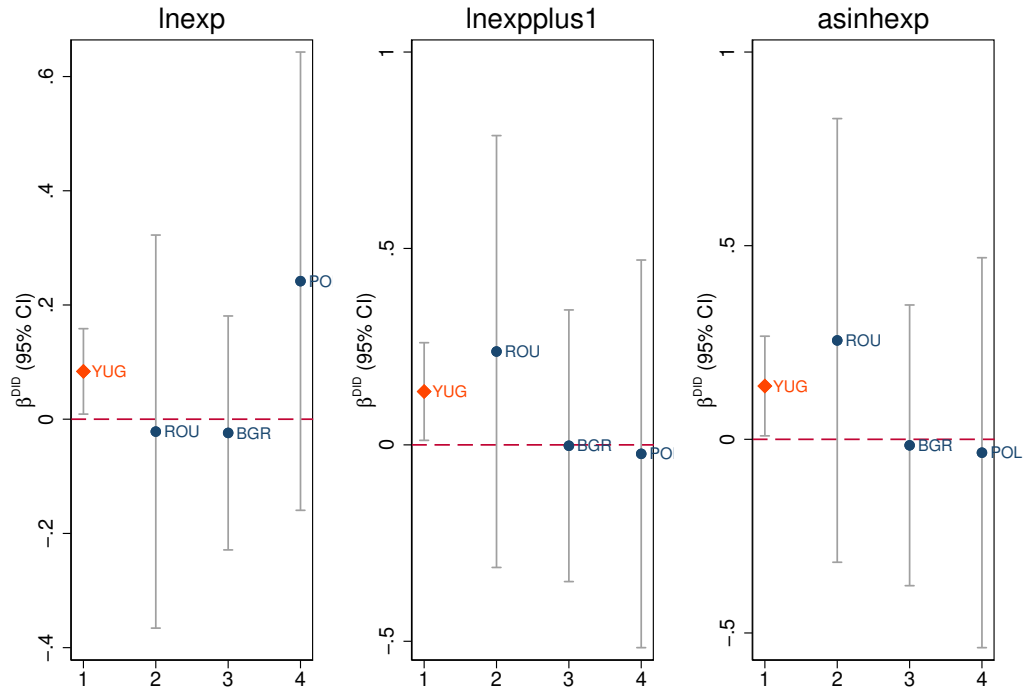 lnexp
β^DID (95% CI)
.6
.4
.2
0
−.2
−.4
YUG
ROU
BGR
PO
1 2 3 4
lnexpplus1
β^DID (95% CI)
1
.5
0
−.5
YUG
ROU
BGR
PO
1 2 3 4
asinhexp
β^DID (95% CI)
1
.5
0
−.5
YUG
ROU
BGR
POL
1 2 3 4